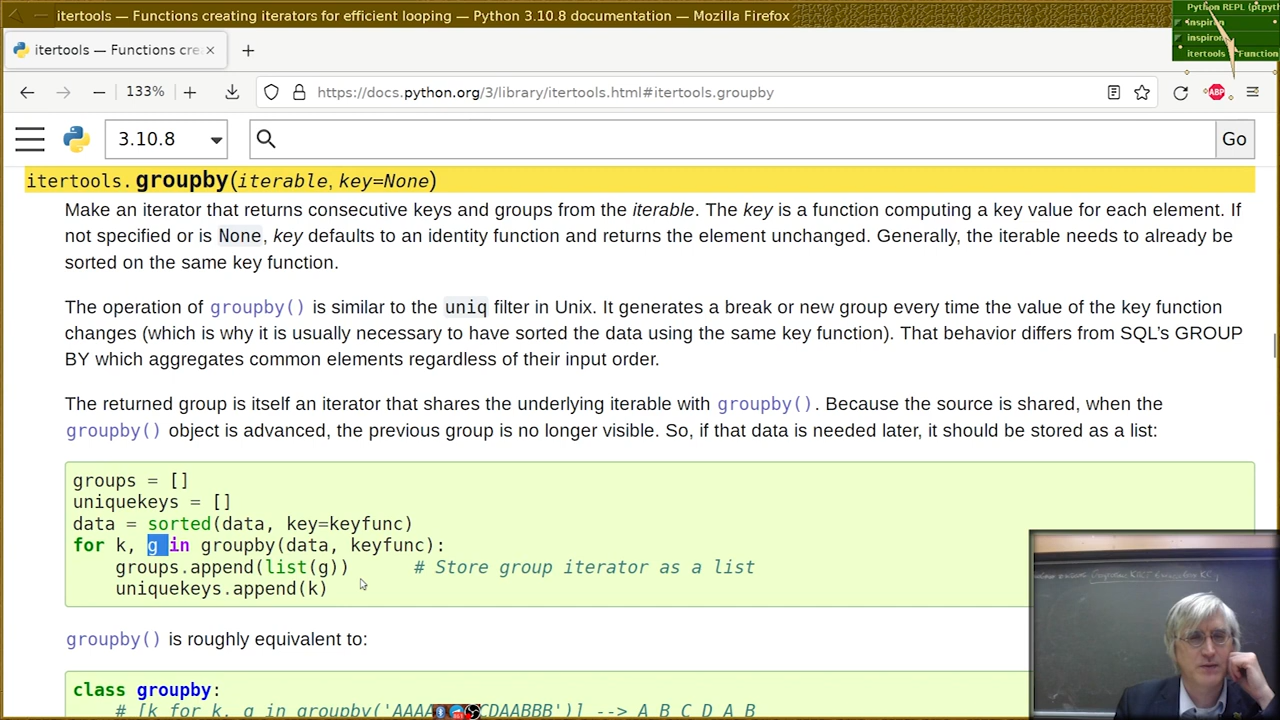 itertools — Functions creating iterators for efficient looping — Python 3.10.8 documentation — Mozilla Firefox
Python REPL (ptpyth
inspiron
inspiron
itertools - Function
itertools — Functions cre
133%
https://docs.python.org/3/library/itertools.html#itertools.groupby
ABP
3.10.8
Go
itertools.groupby(iterable, key=None)
Make an iterator that returns consecutive keys and groups from the iterable. The key is a function computing a key value for each element. If
not specified or is None, key defaults to an identity function and returns the element unchanged. Generally, the iterable needs to already be
sorted on the same key function.
The operation of groupby() is similar to the uniq filter in Unix. It generates a break or new group every time the value of the key function
changes (which is why it is usually necessary to have sorted the data using the same key function). That behavior differs from SQL’s GROUP
BY which aggregates common elements regardless of their input order.
The returned group is itself an iterator that shares the underlying iterable with groupby(). Because the source is shared, when the
groupby() object is advanced, the previous group is no longer visible. So, if that data is needed later, it should be stored as a list:
groups = []
uniquekeys = []
data = sorted(data, key=keyfunc)
for k, g in groupby(data, keyfunc):
groups.append(list(g)) # Store group iterator as a list
uniquekeys.append(k)
groupby() is roughly equivalent to:
class groupby:
# [k for k, g in groupby('AAAA CDAABBB')] --> A B C D A B